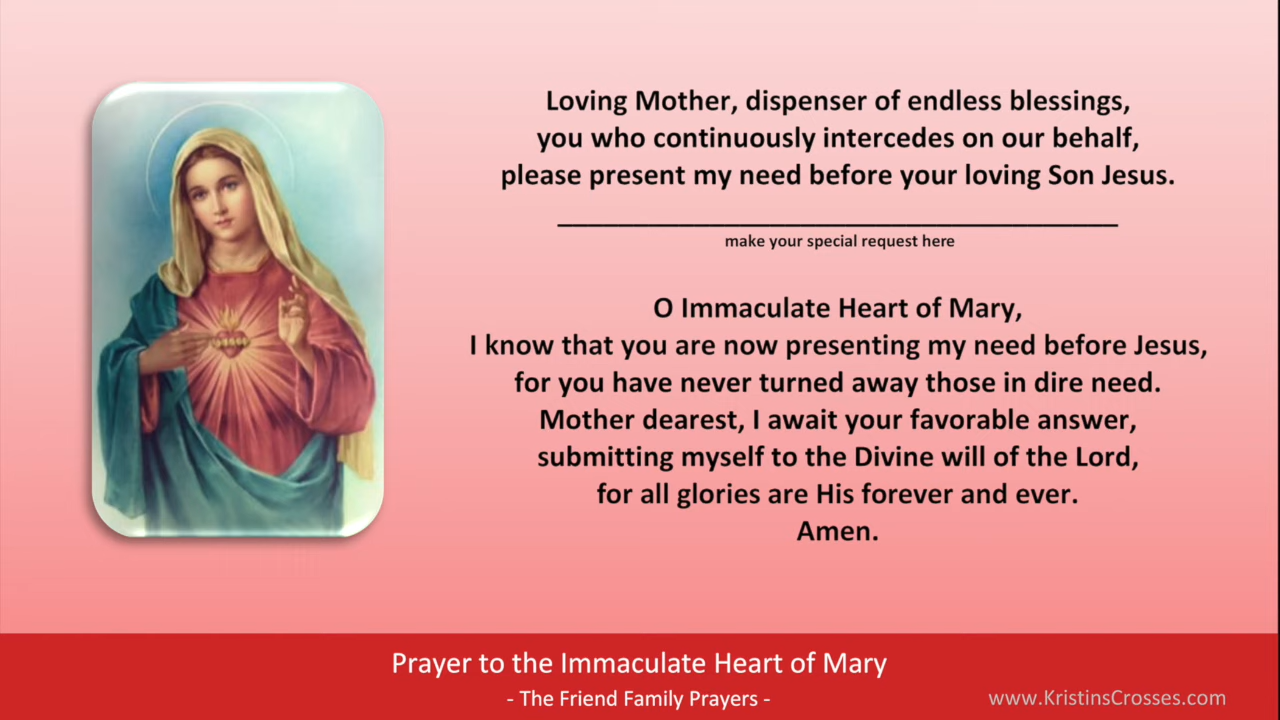 Loving Mother, dispenser of endless blessings,
you who continuously intercedes on our behalf,
please present my need before your loving Son Jesus.
make your special request here
O Immaculate Heart of Mary,
I know that you are now presenting my need before Jesus,
for you have never turned away those in dire need.
Mother dearest, I await your favorable answer,
submitting myself to the Divine will of the Lord,
for all glories are His forever and ever.
Amen.
Prayer to the Immaculate Heart of Mary
- The Friend Family Prayers -
www.KristinsCrosses.com